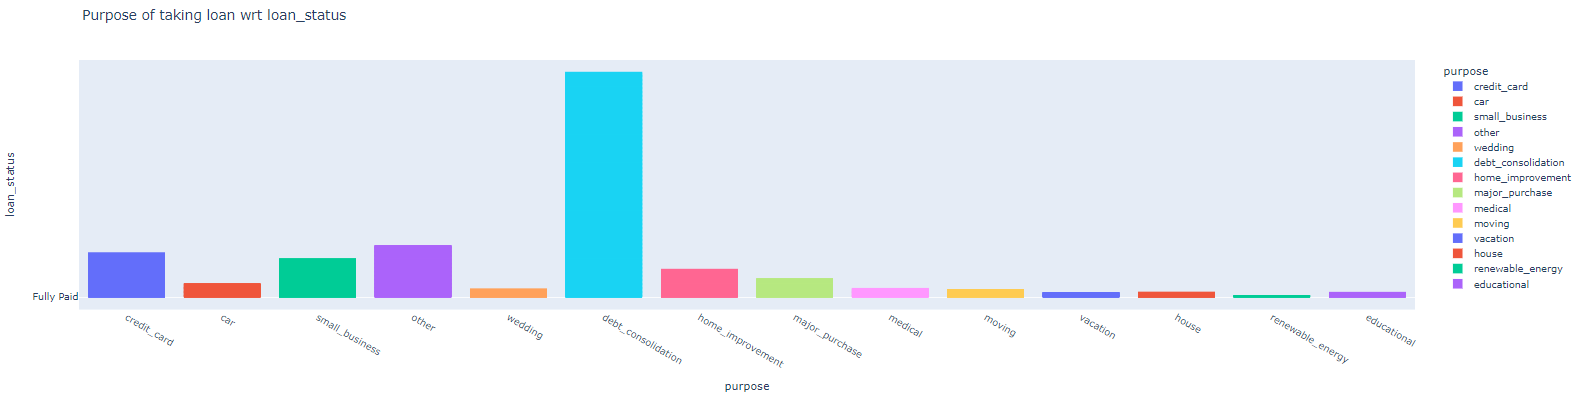 Purpose of taking loan wrt loan_status
loan_status
Fully Paid
credit_card
car
small_business
other
wedding
debt_consolidation
home_improvement
major_purchase
medical
moving
vacation
house
renewable_energy
educational
purpose
purpose
credit_card
car
small_business
other
wedding
debt_consolidation
home_improvement
major_purchase
medical
moving
vacation
house
renewable_energy
educational